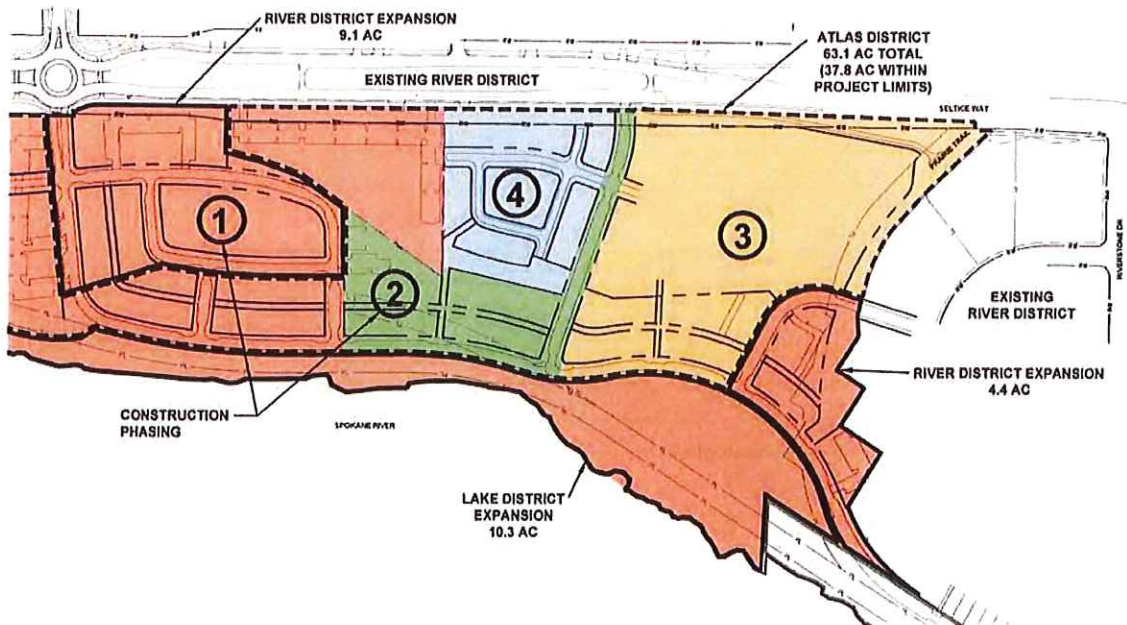 RIVER DISTRICT EXPANSION
9.1 AC
EXISTING RIVER DISTRICT
ATLAS DISTRICT
63.1 AC TOTAL
(37.8 AC WITHIN
PROJECT LIMITS)
SELTICE WAY
PRAIRIE TRAIL
1
2
4
3
RIVERSTONE DR
EXISTING
RIVER DISTRICT
RIVER DISTRICT EXPANSION
4.4 AC
CONSTRUCTION
PHASING
SPOKANE RIVER
LAKE DISTRICT
EXPANSION
10.3 AC